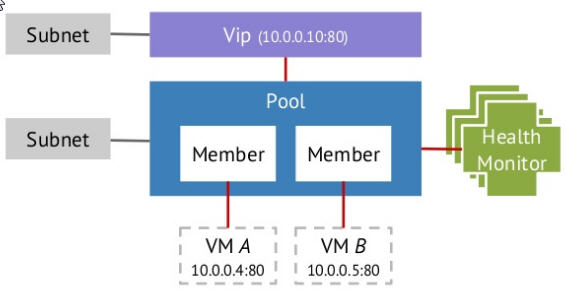 Subnet
Vip (10.0.0.10:80)
Pool
Subnet
Member
Member
Health
Monitor
VM A
10.0.0.4:80
VM B
10.0.0.5:80